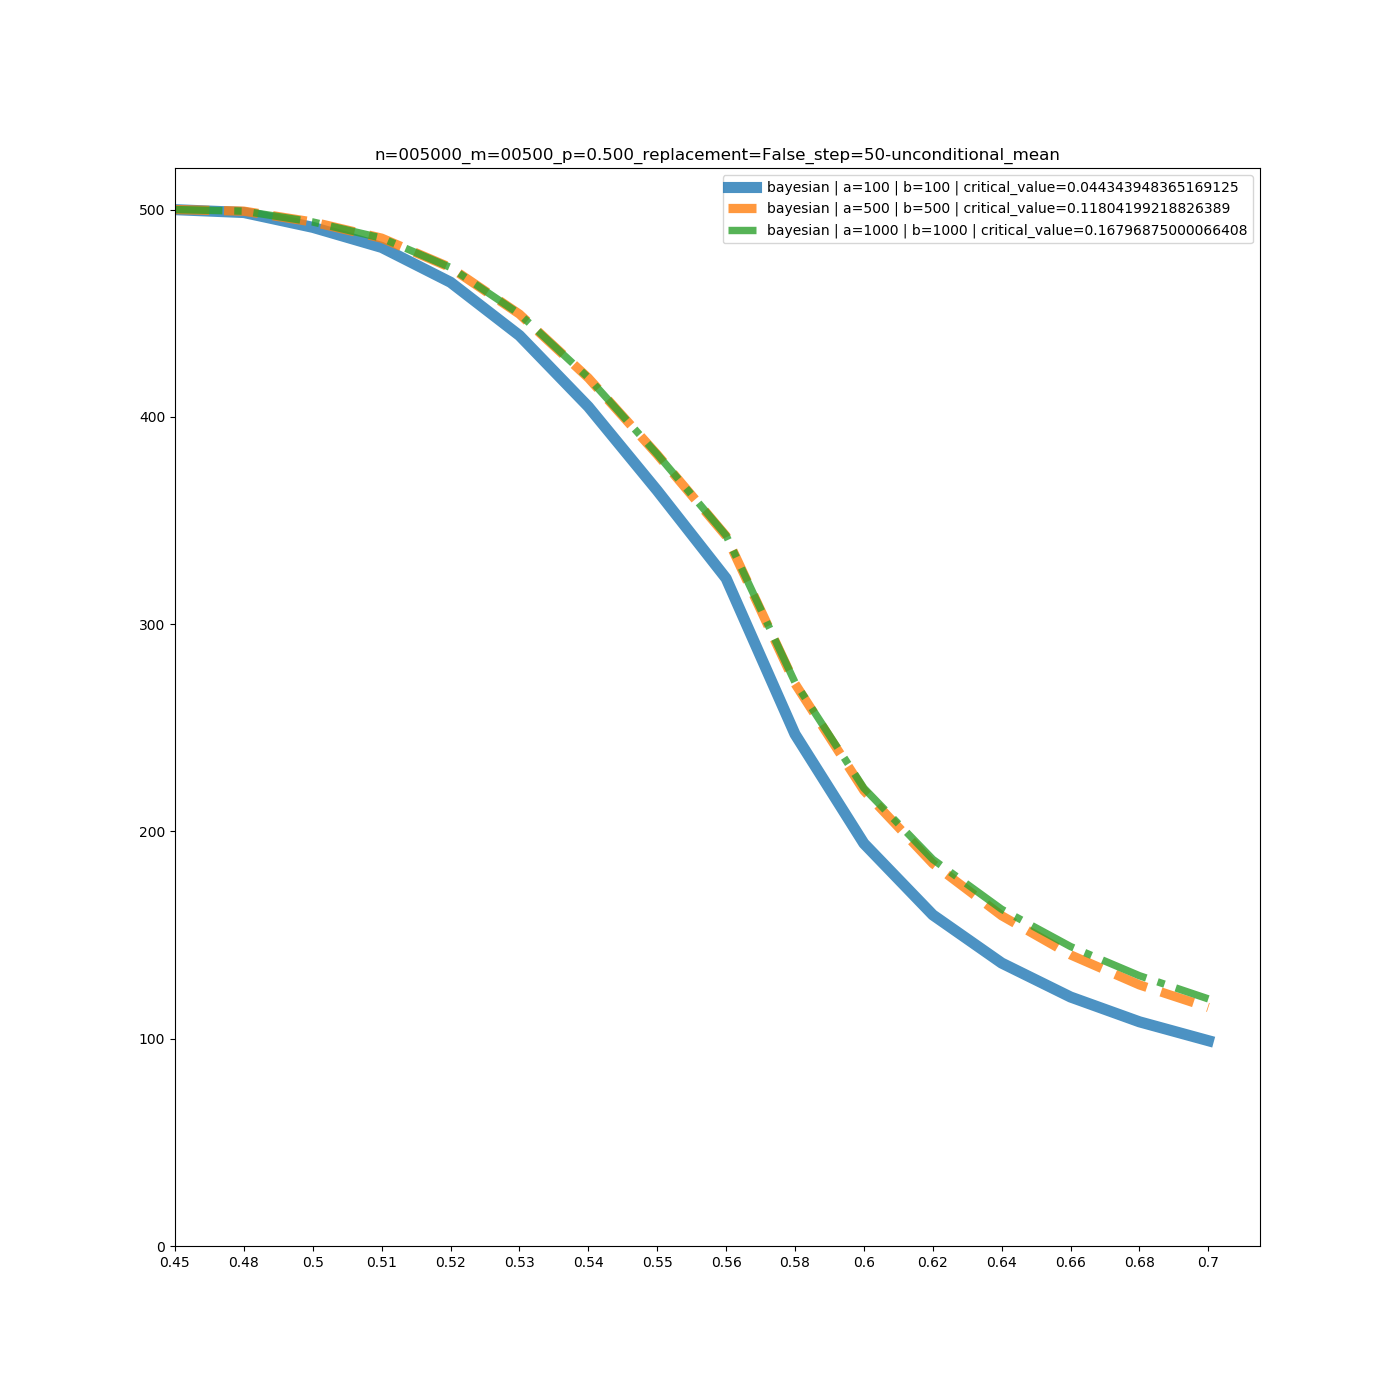 n=005000_m=00500_p=0.500_replacement=False_step=50-unconditional_mean
bayesian | a=100 | b=100 | critical_value=0.044343948365169125
bayesian | a=500 | b=500 | critical_value=0.11804199218826389
bayesian | a=1000 | b=1000 | critical_value=0.16796875000066408
500
400
300
200
100
0
0.45 0.48 0.5 0.51 0.52 0.53 0.54 0.55 0.56 0.58 0.6 0.62 0.64 0.66 0.68 0.7